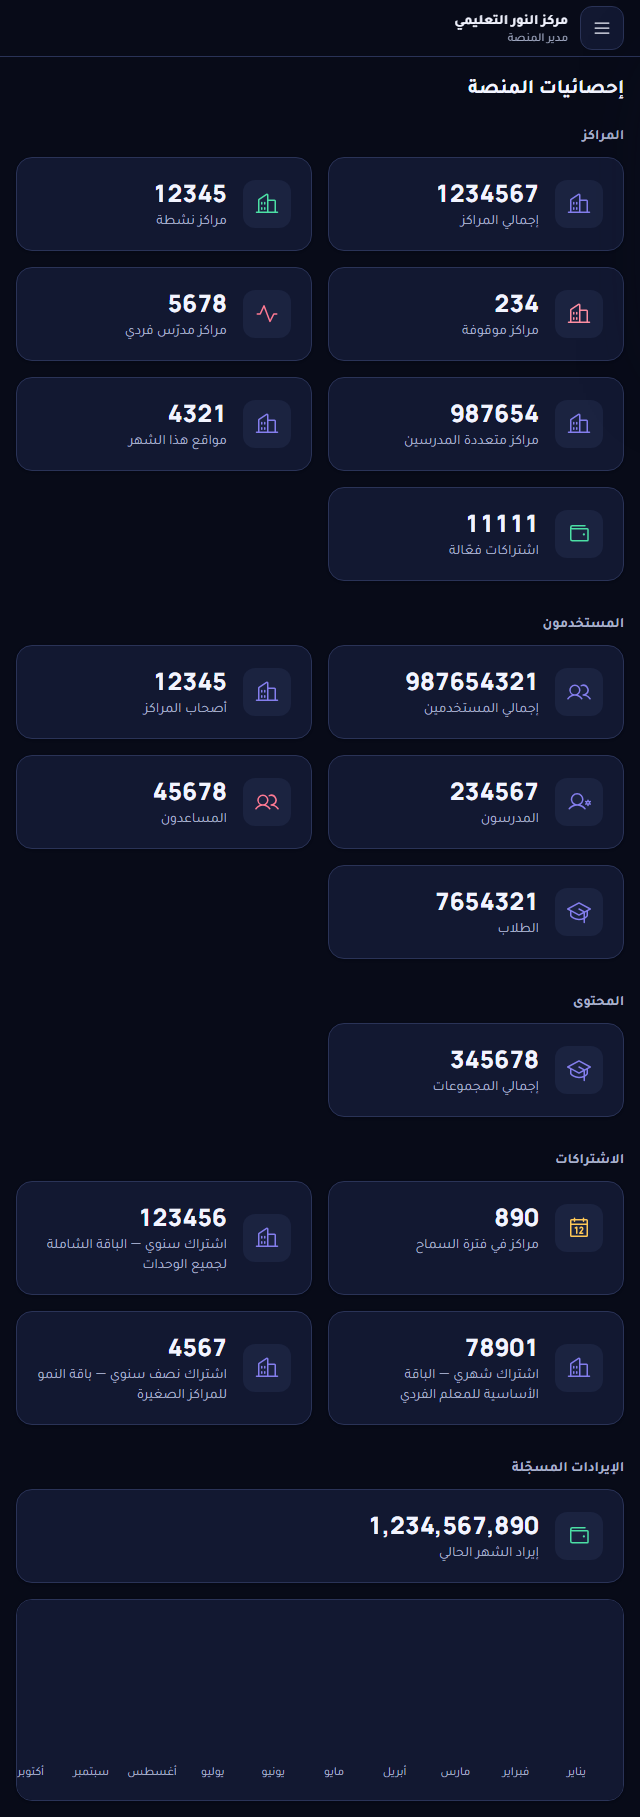 مركز النور التعليمي
مدير المنصة
إحصائيات المنصة
المراكز
1234567
إجمالي المراكز
12345
مراكز نشطة
234
مراكز موقوفة
5678
مراكز مدرّس فردي
987654
مراكز متعددة المدرسين
4321
مواقع هذا الشهر
11111
اشتراكات فعّالة
المستخدمون
987654321
إجمالي المستخدمين
12345
أصحاب المراكز
234567
المدرسون
45678
المساعدون
7654321
الطلاب
المحتوى
345678
إجمالي المجموعات
الاشتراكات
12
890
مراكز في فترة السماح
123456
اشتراك سنوي — الباقة الشاملة
لجميع الوحدات
78901
اشتراك شهري — الباقة
الأساسية للمعلم الفردي
4567
اشتراك نصف سنوي — باقة النمو
للمراكز الصغيرة
الإيرادات المسجّلة
1,234,567,890
إيراد الشهر الحالي
يناير فبراير مارس أبريل مايو يونيو يوليو أغسطس سبتمبر أكتوبر